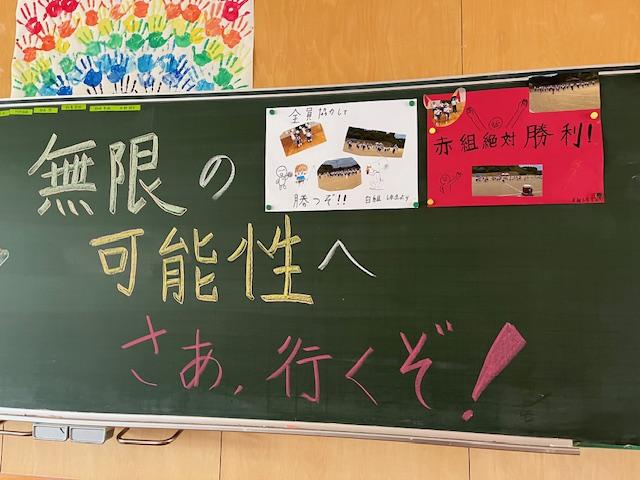 無限の
可能性へ
さあ,行くぞ!
全員協力して
勝つぞ!!
白組
赤組絶対勝利!